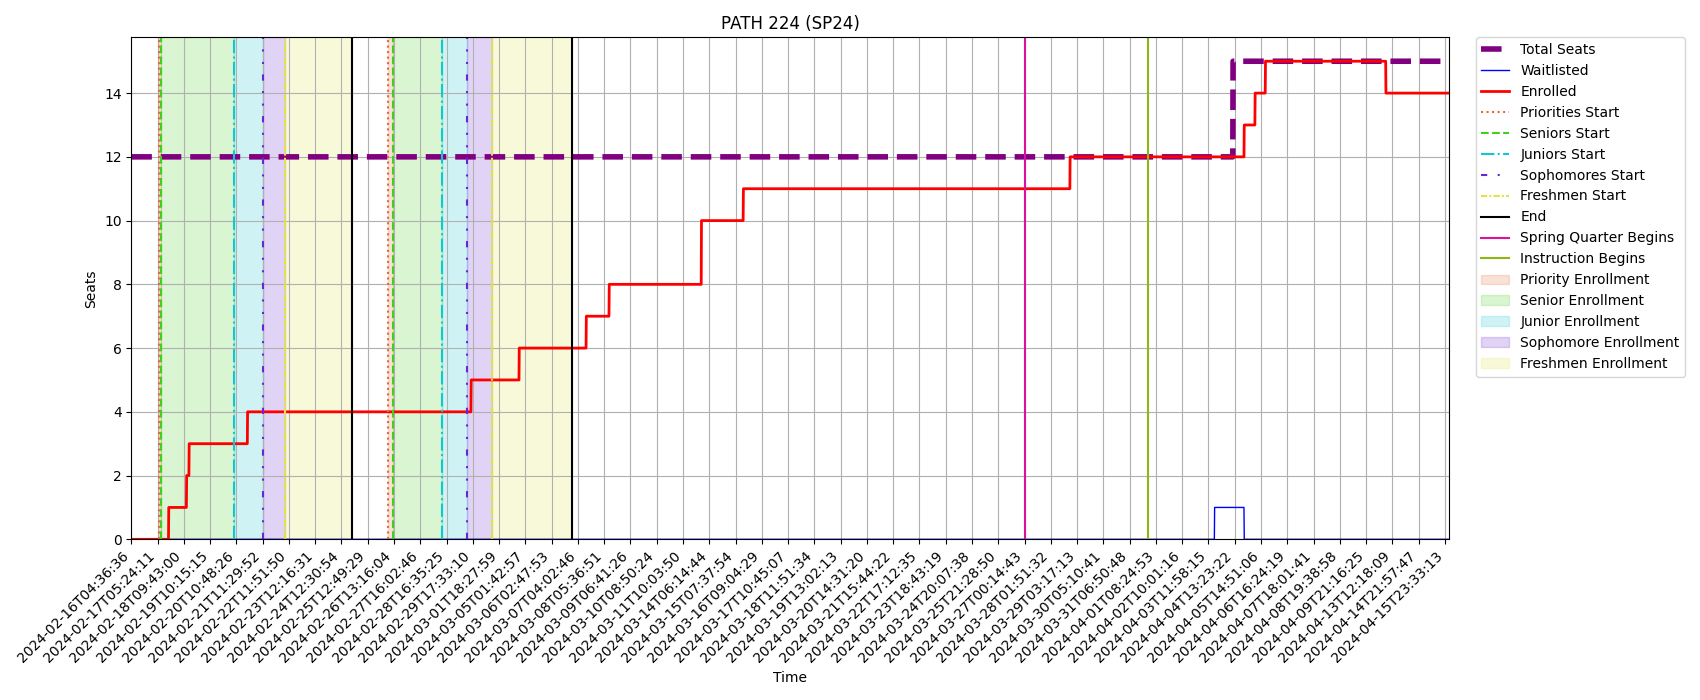 PATH 224 (SP24)
Seats
14
12
10
8
6
4
2
0
2024-02-16T04:36:36
2024-02-17T05:24:11
2024-02-18T09:43:00
2024-02-19T10:15:15
2024-02-20T10:48:26
2024-02-21T11:29:52
2024-02-22T11:51:50
2024-02-23T12:16:31
2024-02-24T12:30:54
2024-02-25T12:49:29
2024-02-26T13:16:04
2024-02-27T16:02:46
2024-02-28T16:35:25
2024-02-29T17:33:10
2024-03-01T18:27:59
2024-03-05T01:42:57
2024-03-06T02:47:53
2024-03-07T04:02:46
2024-03-08T05:36:51
2024-03-09T06:41:26
2024-03-10T08:50:24
2024-03-11T10:03:50
2024-03-14T06:14:44
2024-03-15T07:37:54
2024-03-16T09:04:29
2024-03-17T10:45:07
2024-03-18T11:51:34
2024-03-19T13:02:13
2024-03-20T14:31:20
2024-03-21T15:44:22
2024-03-22T17:12:35
2024-03-23T18:43:19
2024-03-24T20:07:38
2024-03-25T21:28:50
2024-03-27T00:14:43
2024-03-28T01:51:32
2024-03-29T03:17:13
2024-03-30T05:10:41
2024-03-31T06:50:48
2024-04-01T08:24:53
2024-04-02T10:01:16
2024-04-03T11:58:15
2024-04-04T13:23:22
2024-04-05T14:51:06
2024-04-06T16:24:19
2024-04-07T18:01:41
2024-04-08T19:38:58
2024-04-09T21:16:25
2024-04-13T12:18:09
2024-04-14T21:57:47
2024-04-15T23:33:13
Time
Total Seats
Waitlisted
Enrolled
Priorities Start
Seniors Start
Juniors Start
Sophomores Start
Freshmen Start
End
Spring Quarter Begins
Instruction Begins
Priority Enrollment
Senior Enrollment
Junior Enrollment
Sophomore Enrollment
Freshmen Enrollment